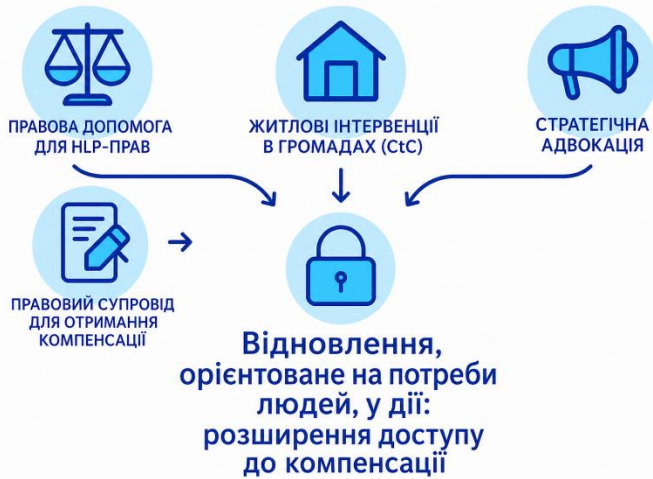 ПРАВОВА ДОПОМОГА
ДЛЯ HLP-ПРАВ
ЖИТЛОВІ ІНТЕРВЕНЦІЇ
В ГРОМАДАХ (CtC)
СТРАТЕГІЧНА
АДВОКАЦІЯ
ПРАВОВИЙ СУПРОВІД
ДЛЯ ОТРИМАННЯ
КОМПЕНСАЦІЇ
Відновлення,
орієнтоване на потреби
людей, у дії:
розширення доступу
до компенсації